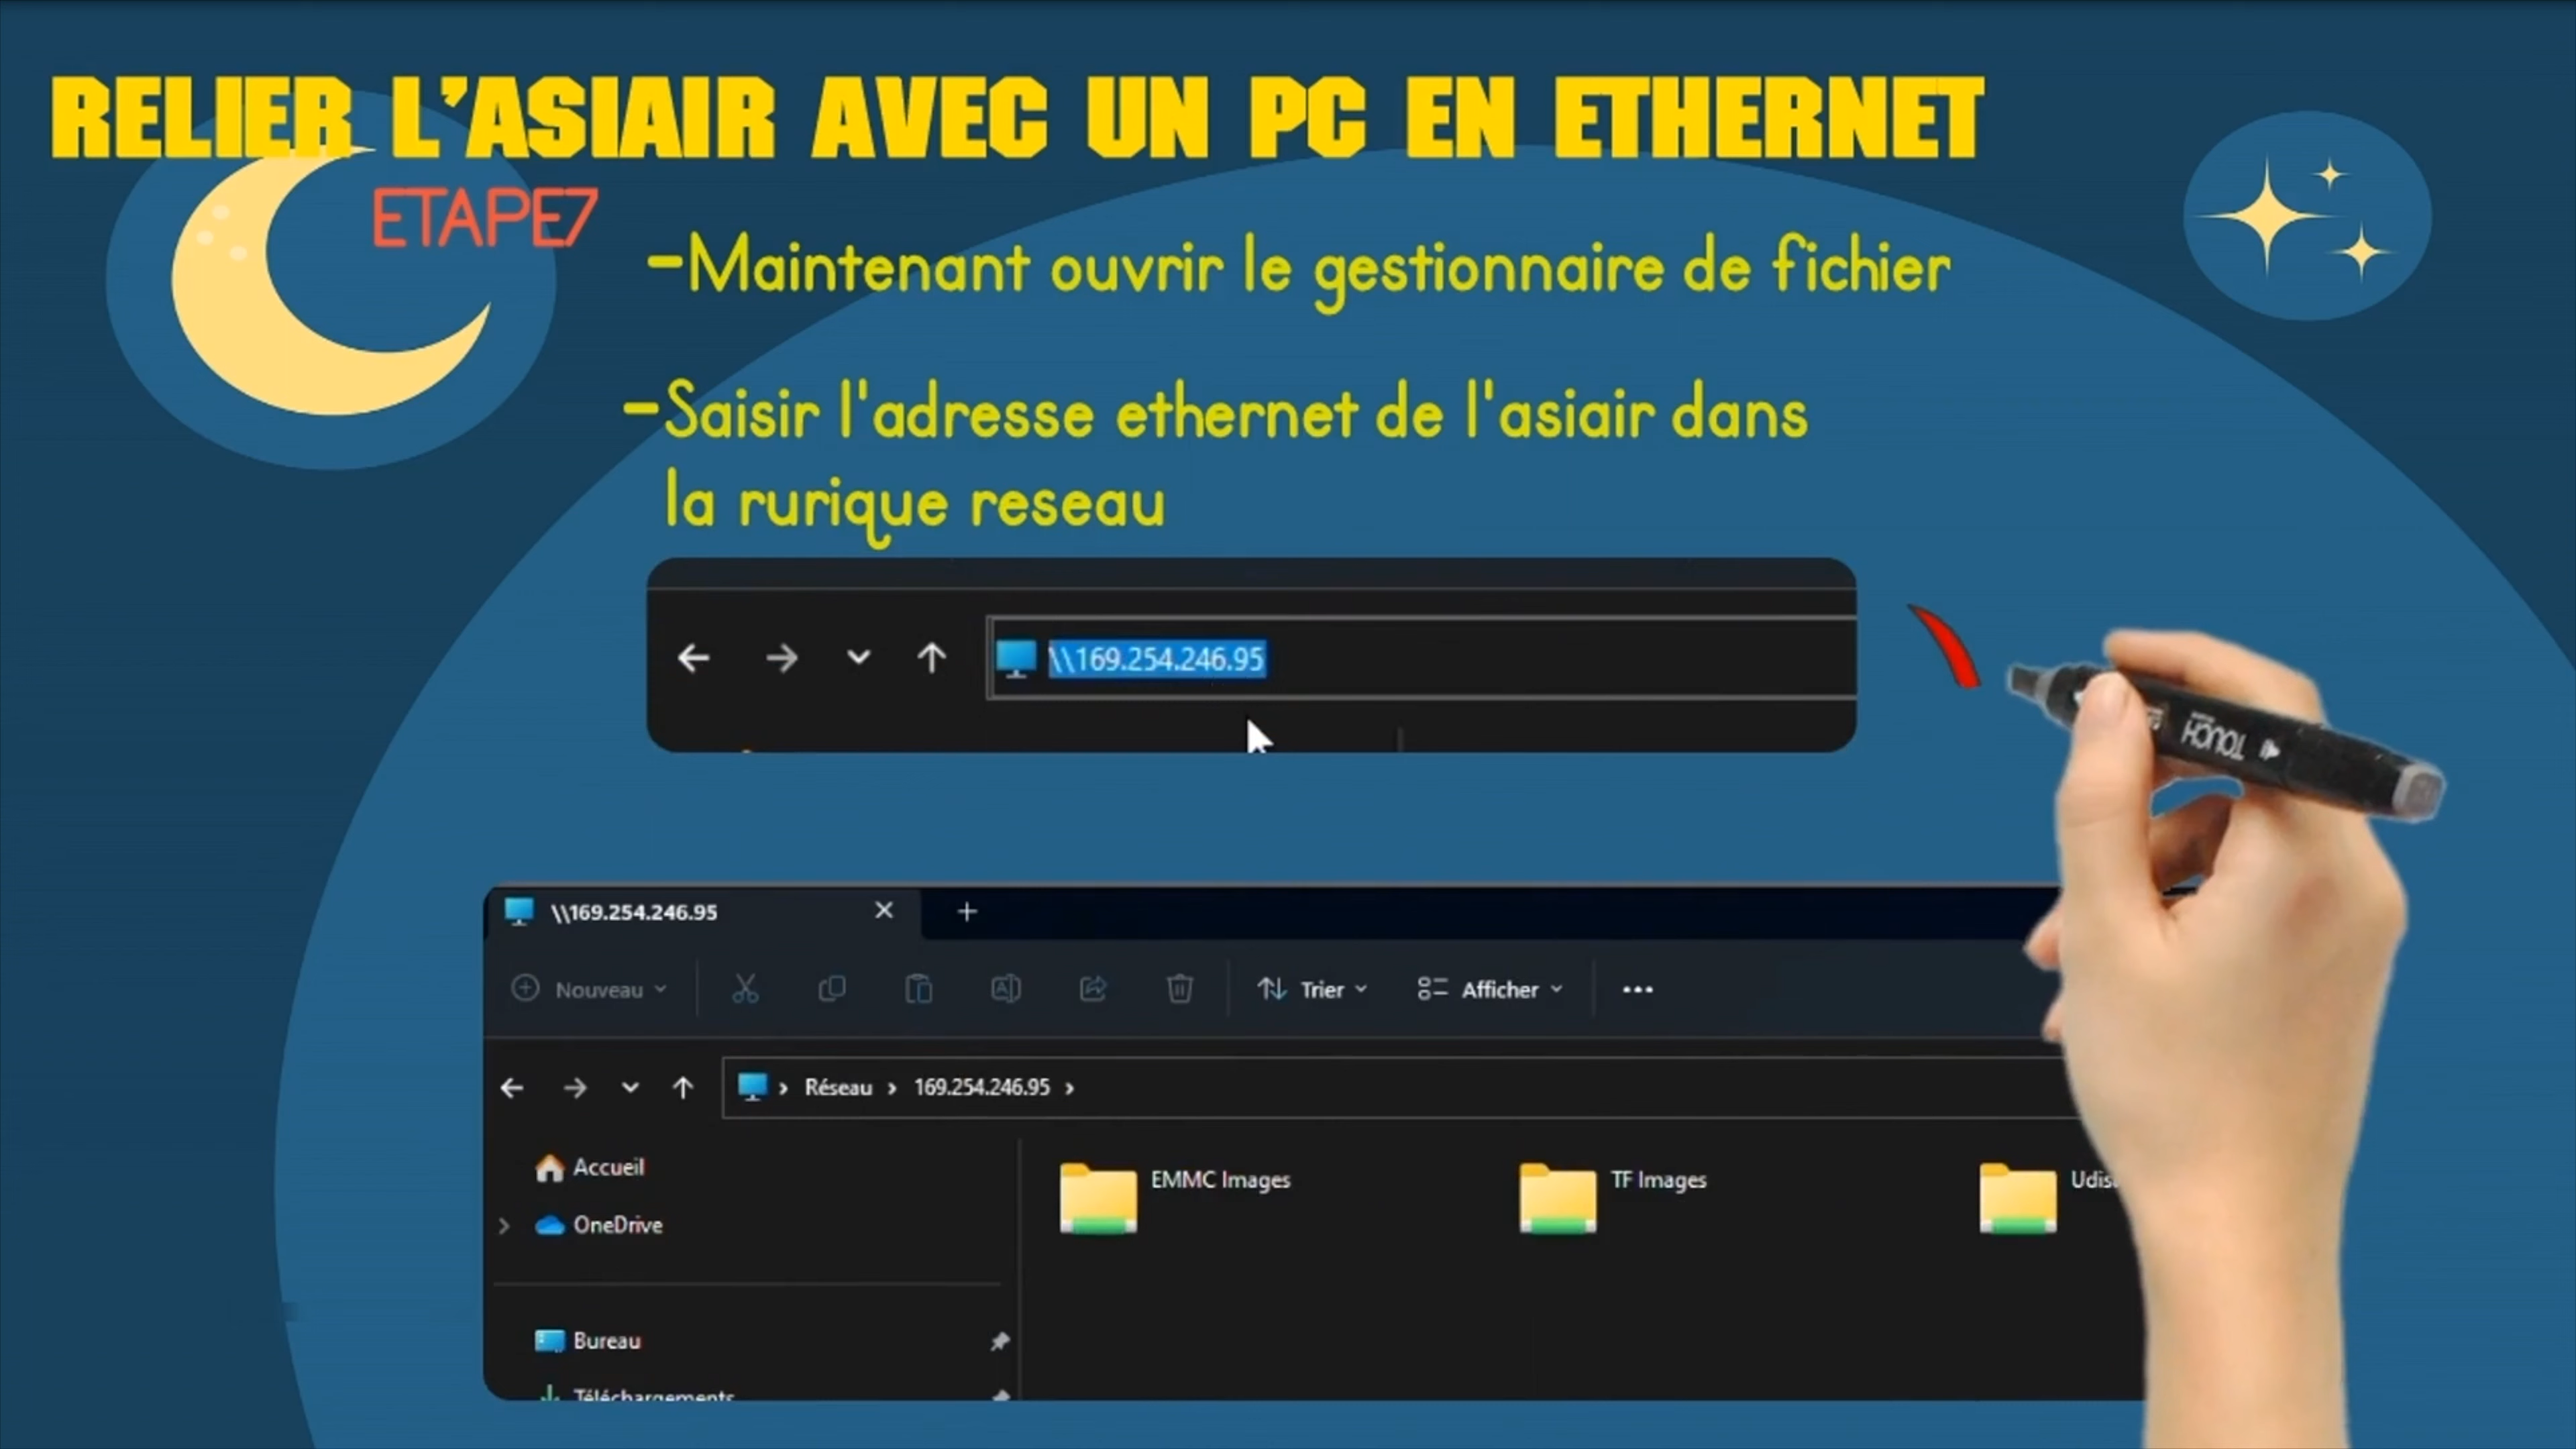 RELIER L'ASIAIR AVEC UN PC EN ETHERNET
ETAPE7
-Maintenant ouvrir le gestionnaire de fichier
-Saisir l'adresse ethernet de l'asiair dans
la rurique reseau
\\169.254.246.95
TOUCH
\\169.254.246.95
Nouveau
Trier
Afficher
Réseau
169.254.246.95
Accueil
EMMC Images
TF Images
OneDrive
Bureau
Téléchargements